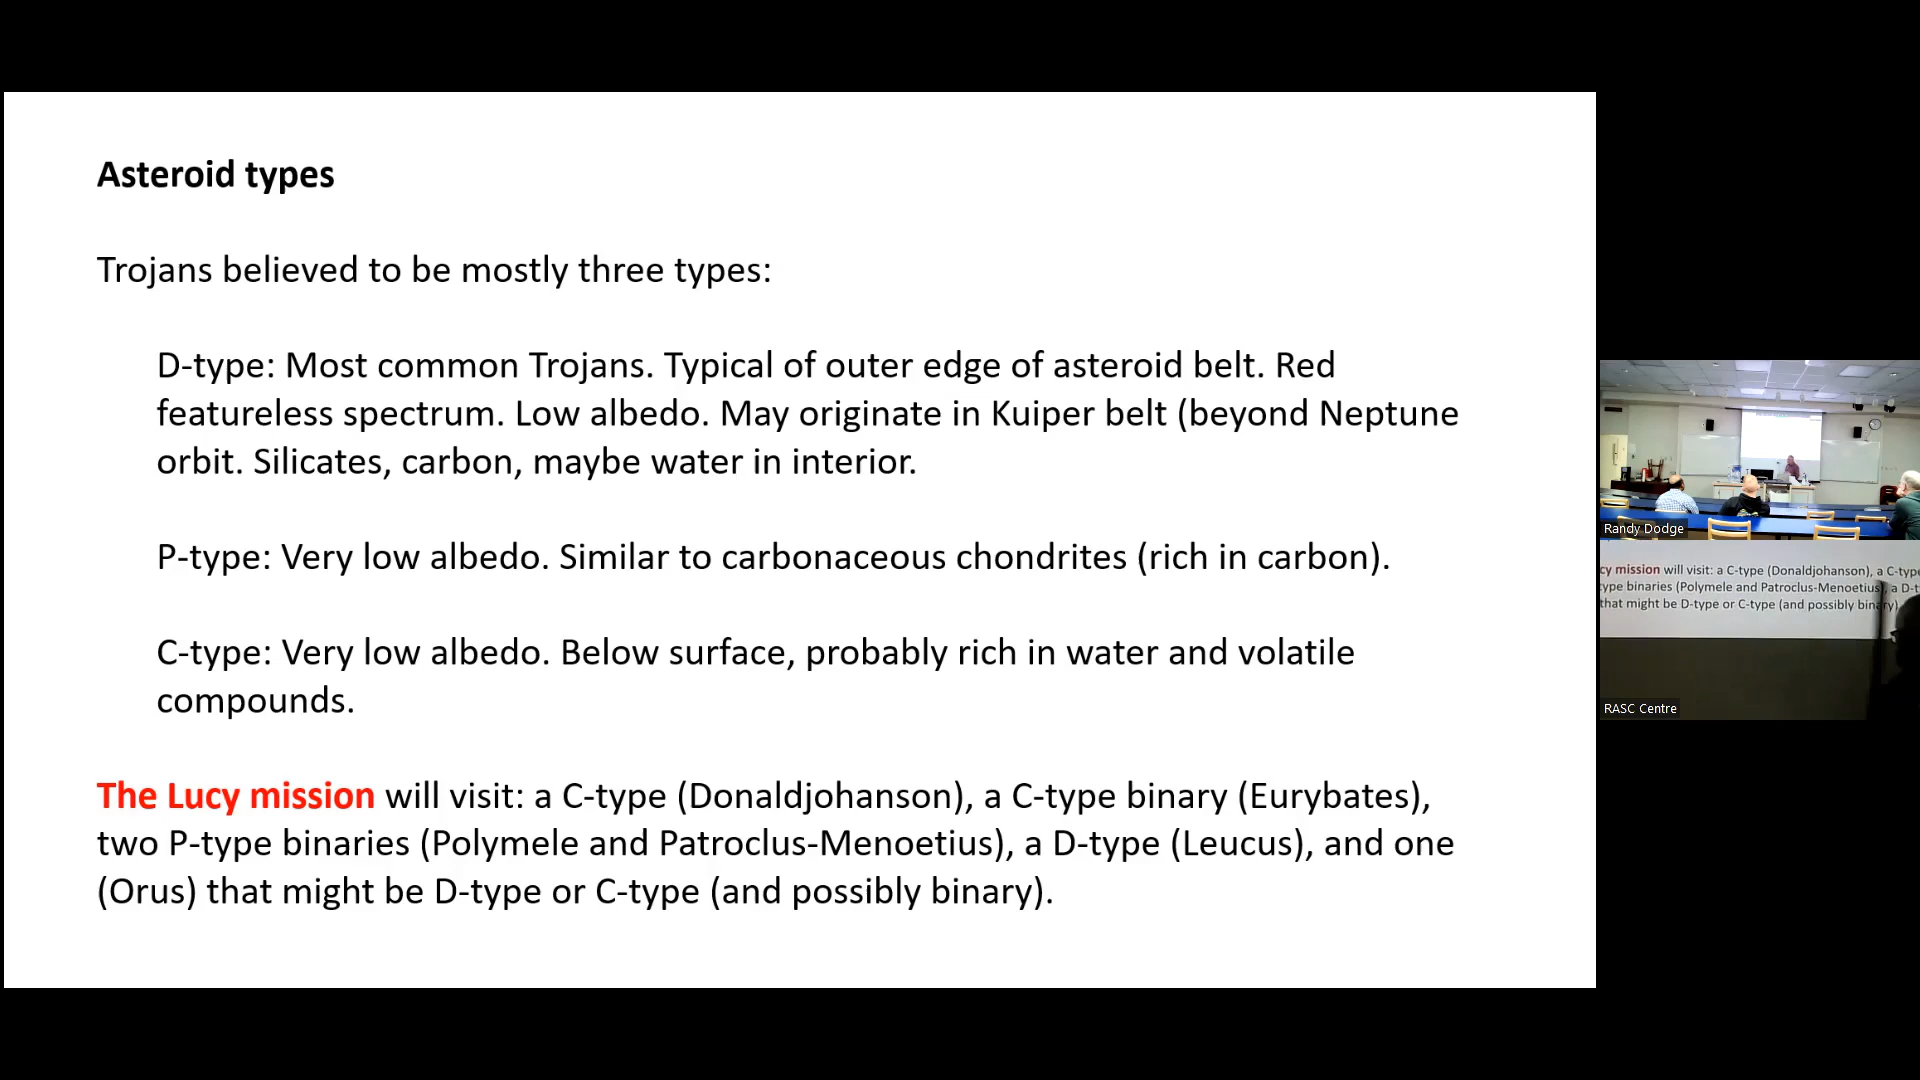 Asteroid types
Trojans believed to be mostly three types:
D-type: Most common Trojans. Typical of outer edge of asteroid belt. Red
featureless spectrum. Low albedo. May originate in Kuiper belt (beyond Neptune
orbit. Silicates, carbon, maybe water in interior.
P-type: Very low albedo. Similar to carbonaceous chondrites (rich in carbon).
C-type: Very low albedo. Below surface, probably rich in water and volatile
compounds.
The Lucy mission will visit: a C-type (Donaldjohanson), a C-type binary (Eurybates),
two P-type binaries (Polymele and Patroclus-Menoetius), a D-type (Leucus), and one
(Orus) that might be D-type or C-type (and possibly binary).
Randy Dodge
cy mission will visit: a C-type (Donaldjohanson), a C-type
type binaries (Polymele and Patroclus-Menoetius), a D-t
that might be D-type or C-type (and possibly binary)
RASC Centre